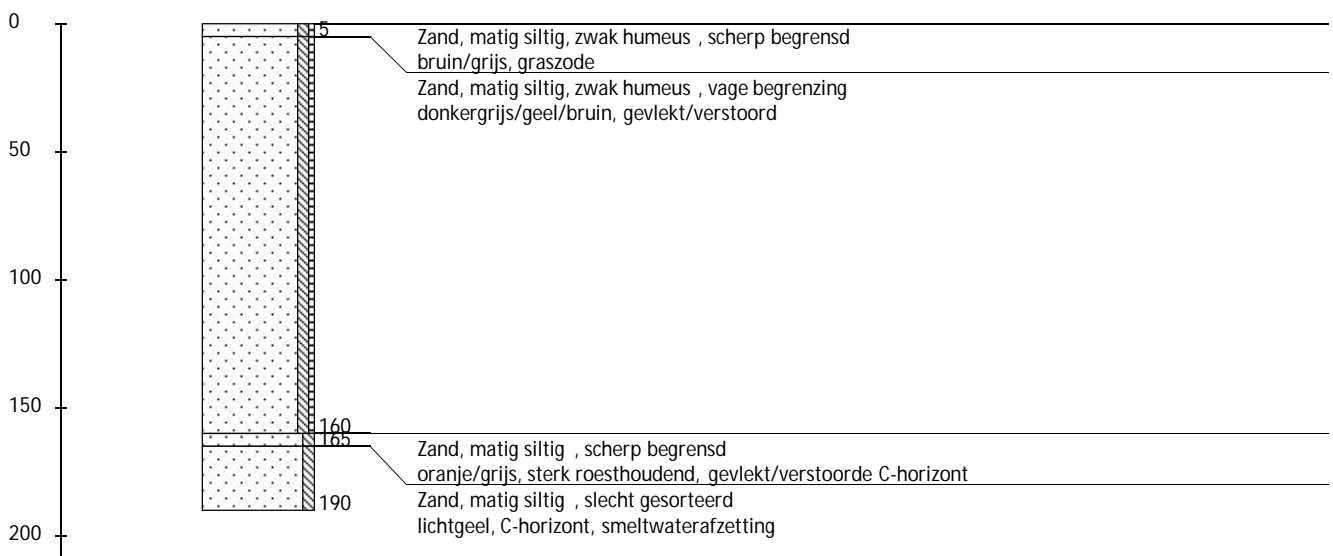 0
5
Zand, matig siltig, zwak humeus , scherp begrensd
bruin/grijs, graszode
Zand, matig siltig, zwak humeus , vage begrenzing
donkergrijs/geel/bruin, gevlekt/verstoord
50
100
150
160
165
Zand, matig siltig , scherp begrensd
oranje/grijs, sterk roesthoudend, gevlekt/verstoorde C-horizont
190
Zand, matig siltig , slecht gesorteerd
lichtgeel, C-horizont, smeltwaterafzetting
200